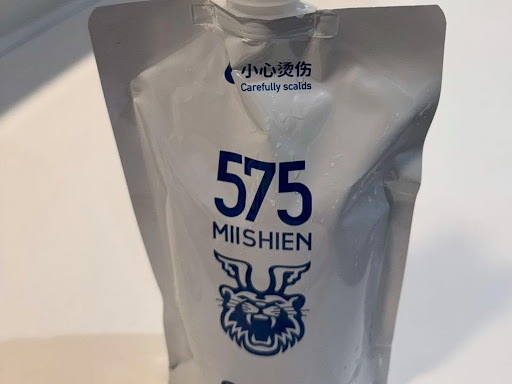 小心烫伤
Carefully scalds
575
MIISHIEN